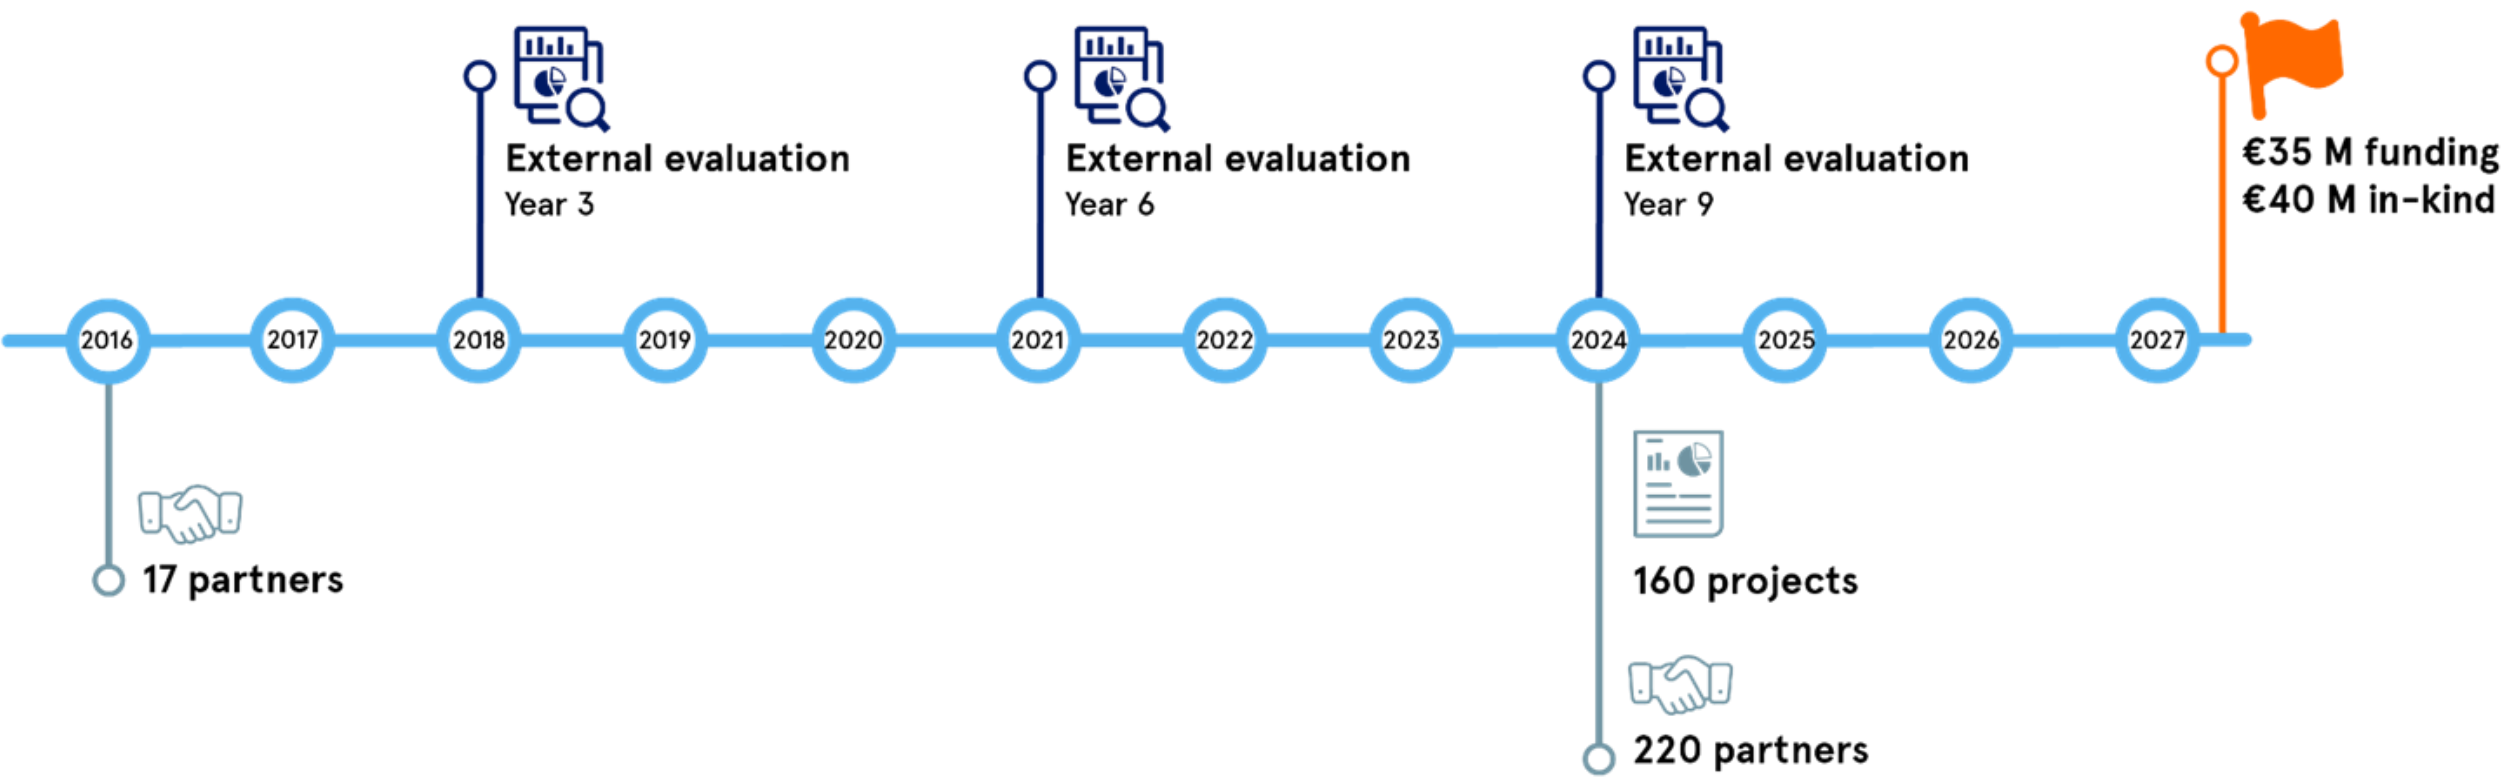 External evaluation
Year 3
External evaluation
Year 6
External evaluation
Year 9
€35 M funding
€40 M in-kind
2016
2017
2018
2019
2020
2021
2022
2023
2024
2025
2026
2027
17 partners
160 projects
220 partners